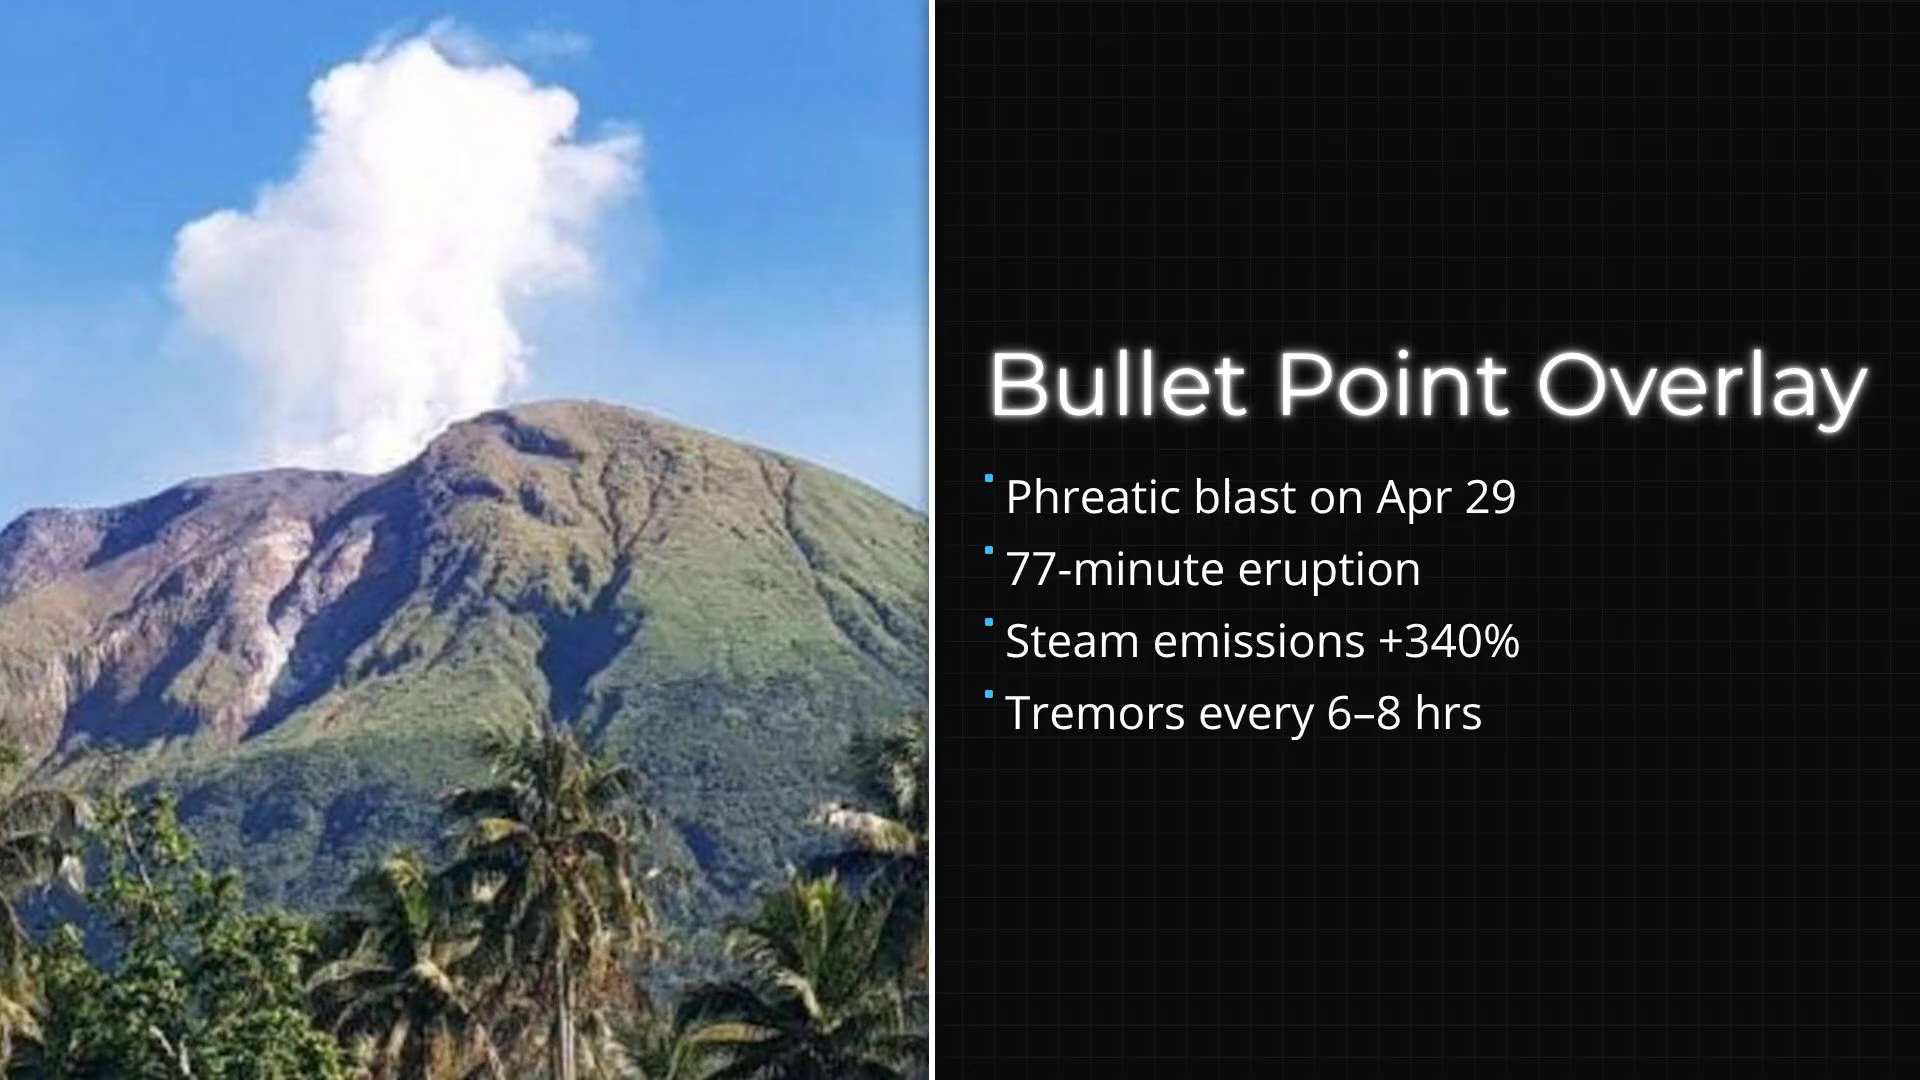 Bullet Point Overlay
Phreatic blast on Apr 29
77-minute eruption
Steam emissions +340%
Tremors every 6–8 hrs